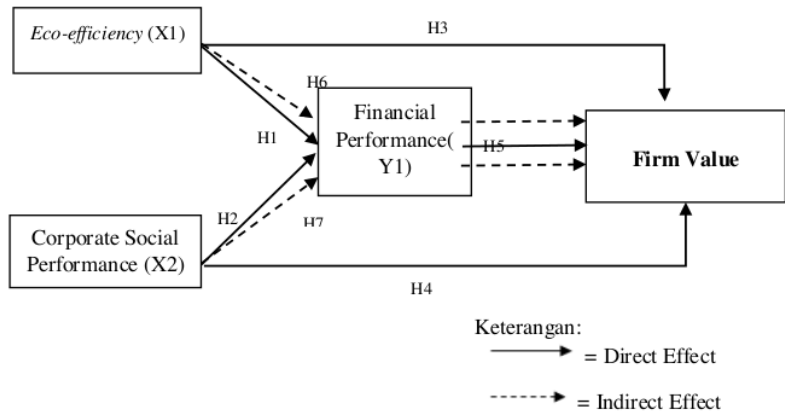 Eco-efficiency (X1)
H3
H6
Financial
Performance(
Y1)
H1
H5
Firm Value
H2
H7
Corporate Social
Performance (X2)
H4
Keterangan:
= Direct Effect
= Indirect Effect